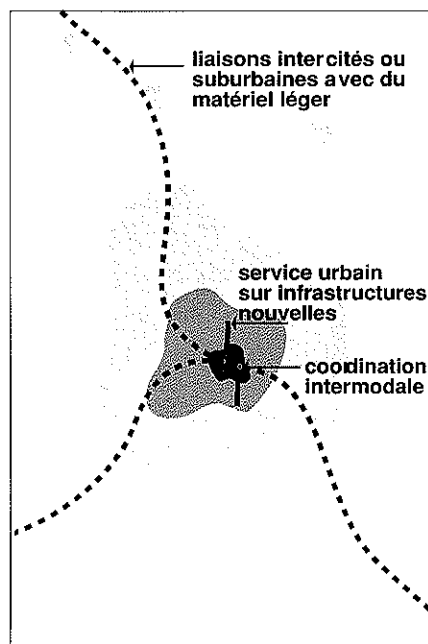 liaisons intercités ou
suburbaines avec du
matériel léger
service urbain
sur infrastructures
nouvelles
coordination
intermodale